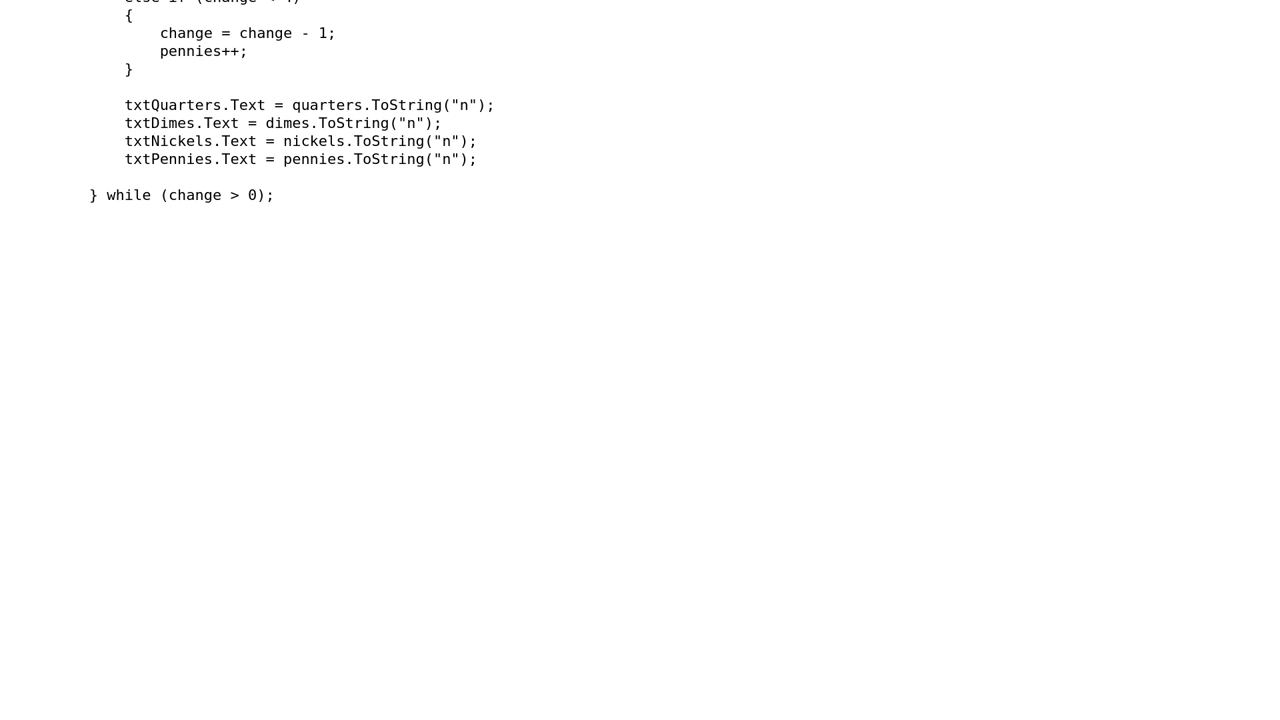 {
change = change - 1;
pennies++;
}
txtQuarters.Text = quarters.ToString("n");
txtDimes.Text = dimes.ToString("n");
txtNickels.Text = nickels.ToString("n");
txtPennies.Text = pennies.ToString("n");
} while (change > 0);